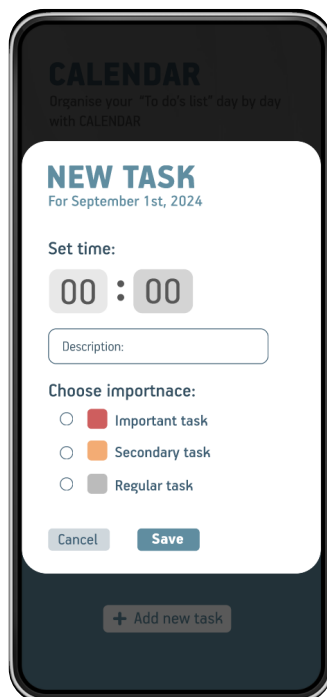 CALENDAR
Organise your "To do's list" day by day
with CALENDAR
NEW TASK
For September 1st, 2024
Set time:
00 : 00
Description:
Choose importnace:
Important task
Secondary task
Regular task
Cancel Save
+ Add new task